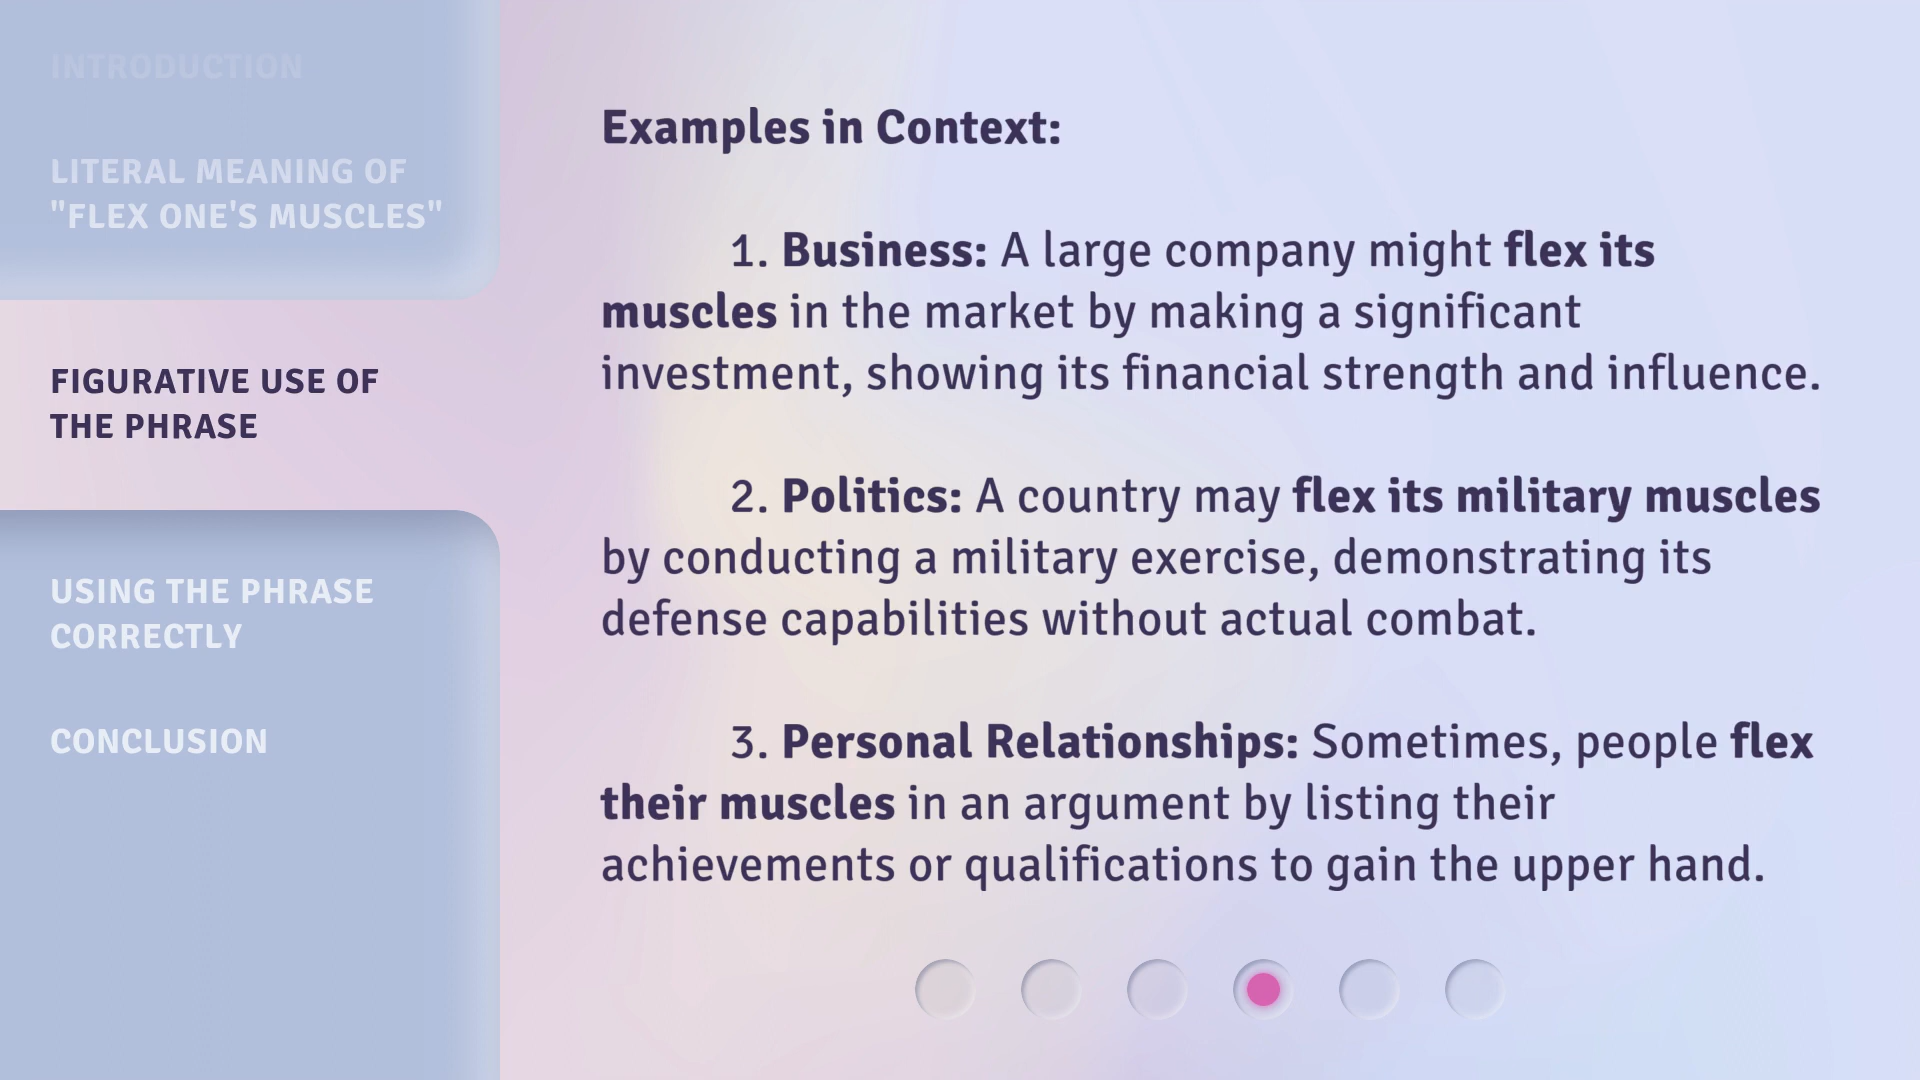 INTRODUCTION
LITERAL MEANING OF
"FLEX ONE'S MUSCLES"
FIGURATIVE USE OF
THE PHRASE
USING THE PHRASE
CORRECTLY
CONCLUSION
Examples in Context:
1. Business: A large company might flex its
muscles in the market by making a significant
investment, showing its financial strength and influence.
2. Politics: A country may flex its military muscles
by conducting a military exercise, demonstrating its
defense capabilities without actual combat.
3. Personal Relationships: Sometimes, people flex
their muscles in an argument by listing their
achievements or qualifications to gain the upper hand.